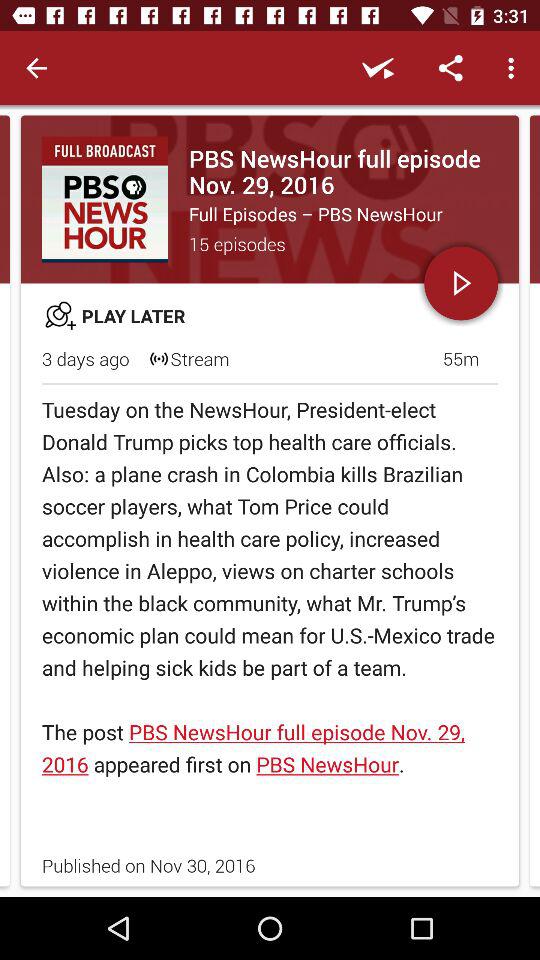 3:31
FULL BROADCAST
PBS
NEWS
HOUR
PBS NewsHour full episode
Nov. 29, 2016
Full Episodes – PBS NewsHour
15 episodes
PLAY LATER
3 days ago Stream 55m
Tuesday on the NewsHour, President-elect
Donald Trump picks top health care officials.
Also: a plane crash in Colombia kills Brazilian
soccer players, what Tom Price could
accomplish in health care policy, increased
violence in Aleppo, views on charter schools
within the black community, what Mr. Trump’s
economic plan could mean for U.S.-Mexico trade
and helping sick kids be part of a team.
The post PBS NewsHour full episode Nov. 29,
2016 appeared first on PBS NewsHour.
Published on Nov 30, 2016